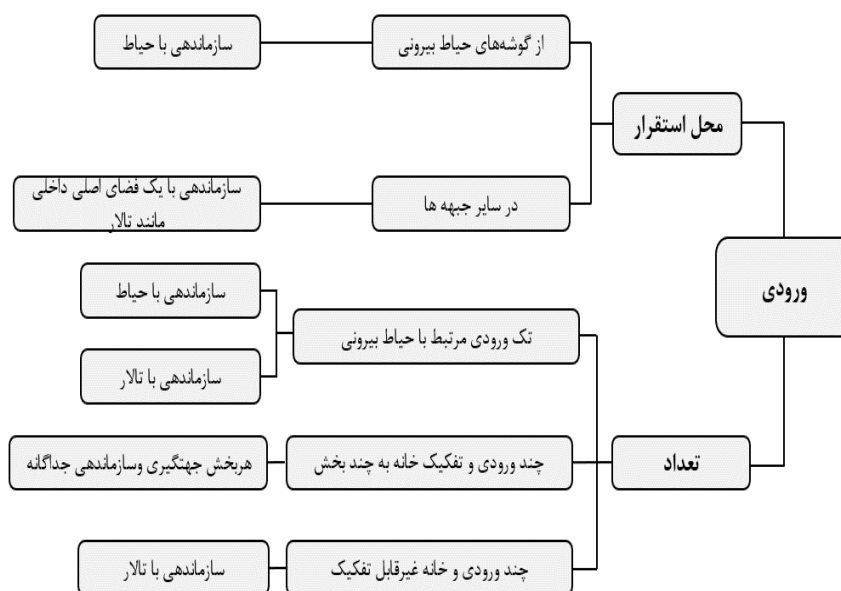 ورودی
محل استقرار
از گوشه‌های حیاط بیرونی
سازماندهی با حیاط
در سایر جبهه ها
سازماندهی با یک فضای اصلی داخلی
مانند تالار
تعداد
تک ورودی مرتبط با حیاط بیرونی
سازماندهی با حیاط
سازماندهی با تالار
چند ورودی و تفکیک خانه به چند بخش
هربخش جهتگیری وسازماندهی جداگانه
چند ورودی و خانه غیرقابل تفکیک
سازماندهی با تالار